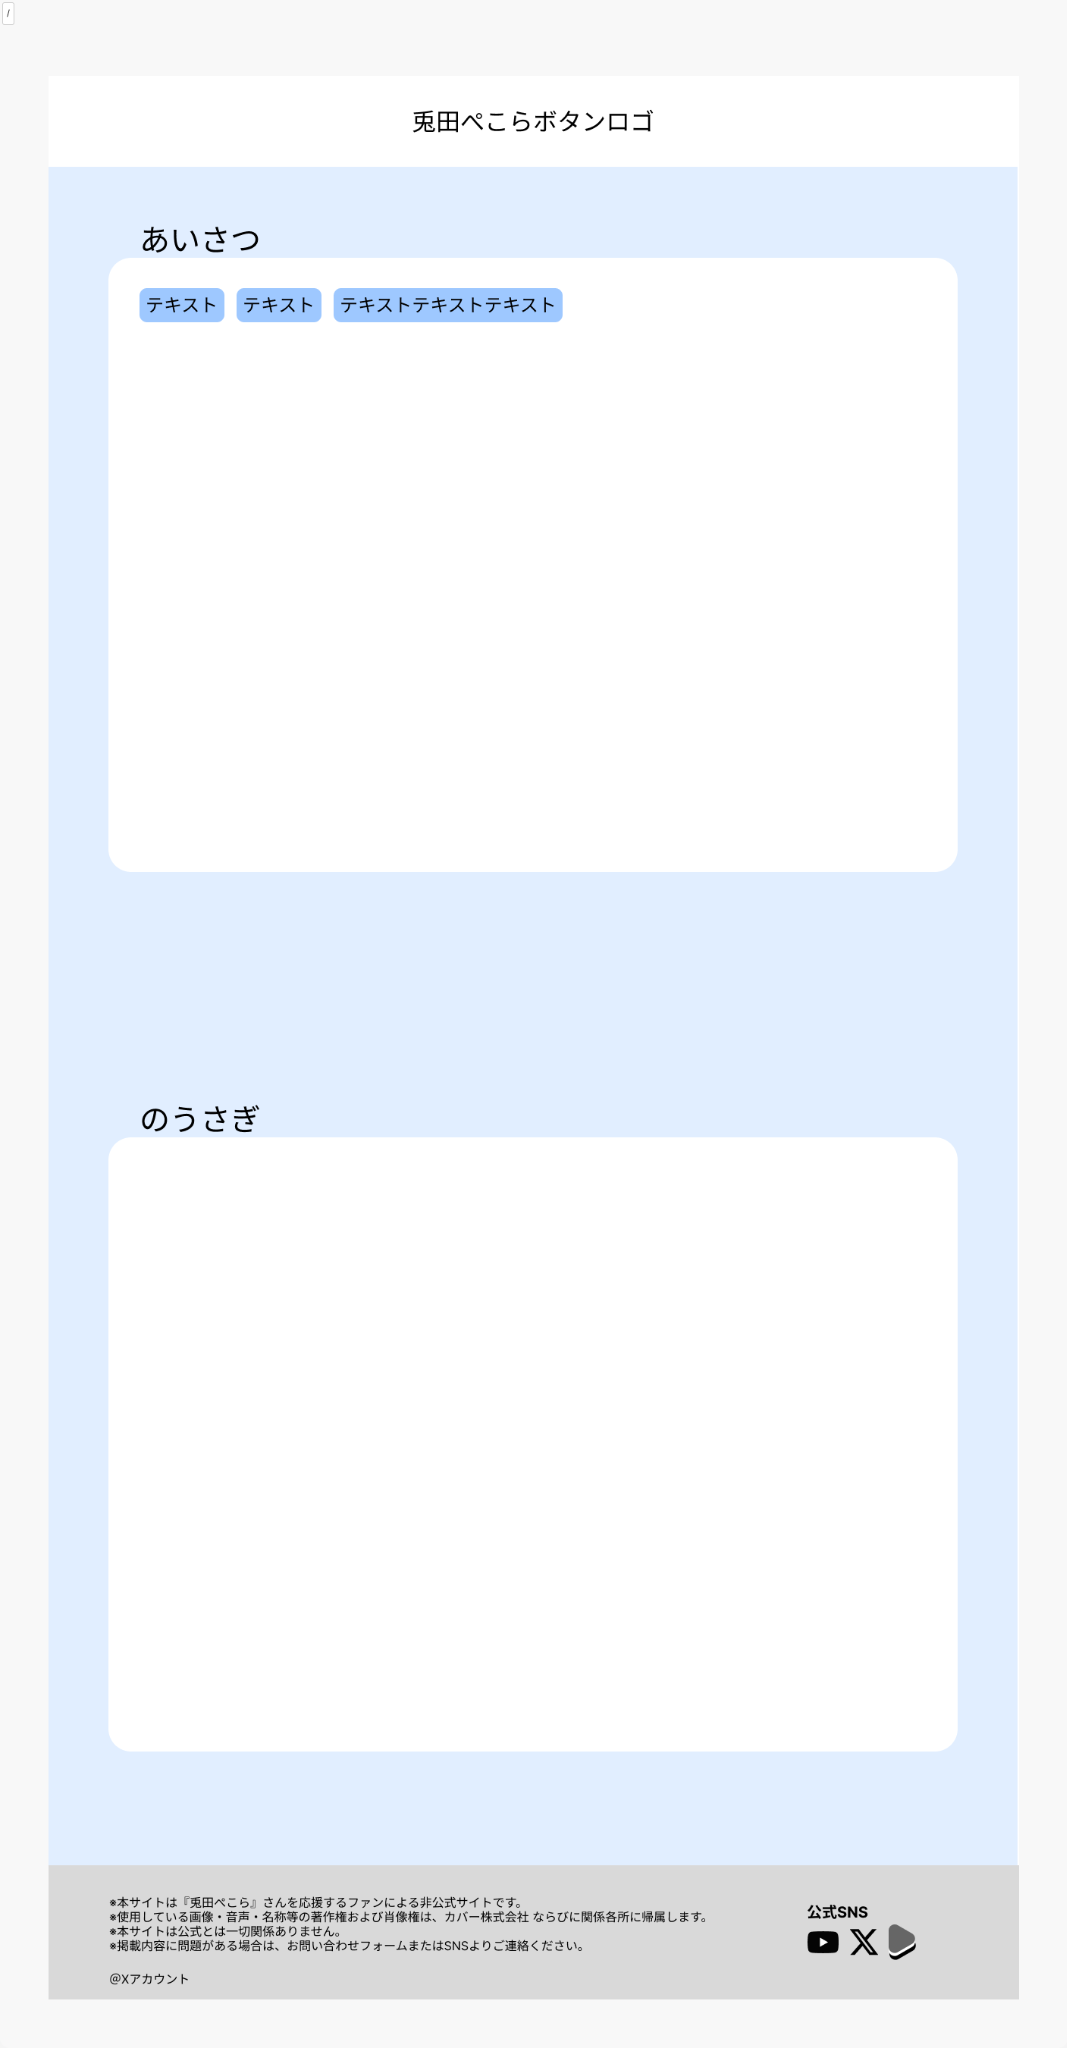 /
兎田ぺこらボタンロゴ
あいさつ
テキスト テキスト テキストテキストテキスト
のうさぎ
※本サイトは『兎田ぺこら』さんを応援するファンによる非公式サイトです。
※使用している画像・音声・名称等の著作権および肖像権は、カバー株式会社 ならびに関係各所に帰属します。
※本サイトは公式とは一切関係ありません。
※掲載内容に問題がある場合は、お問い合わせフォームまたはSNSよりご連絡ください。
@Xアカウント
公式SNS